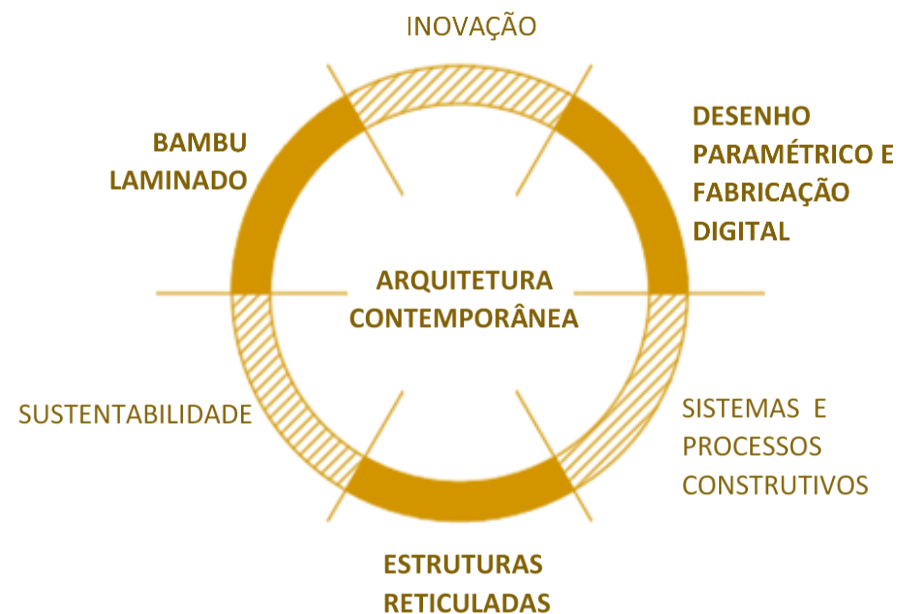 INOVAÇÃO
BAMBU
LAMINADO
DESENHO
PARAMÉTRICO E
FABRICAÇÃO
DIGITAL
ARQUITETURA
CONTEMPORÂNEA
SUSTENTABILIDADE
SISTEMAS E
PROCESSOS
CONSTRUTIVOS
ESTRUTURAS
RETICULADAS